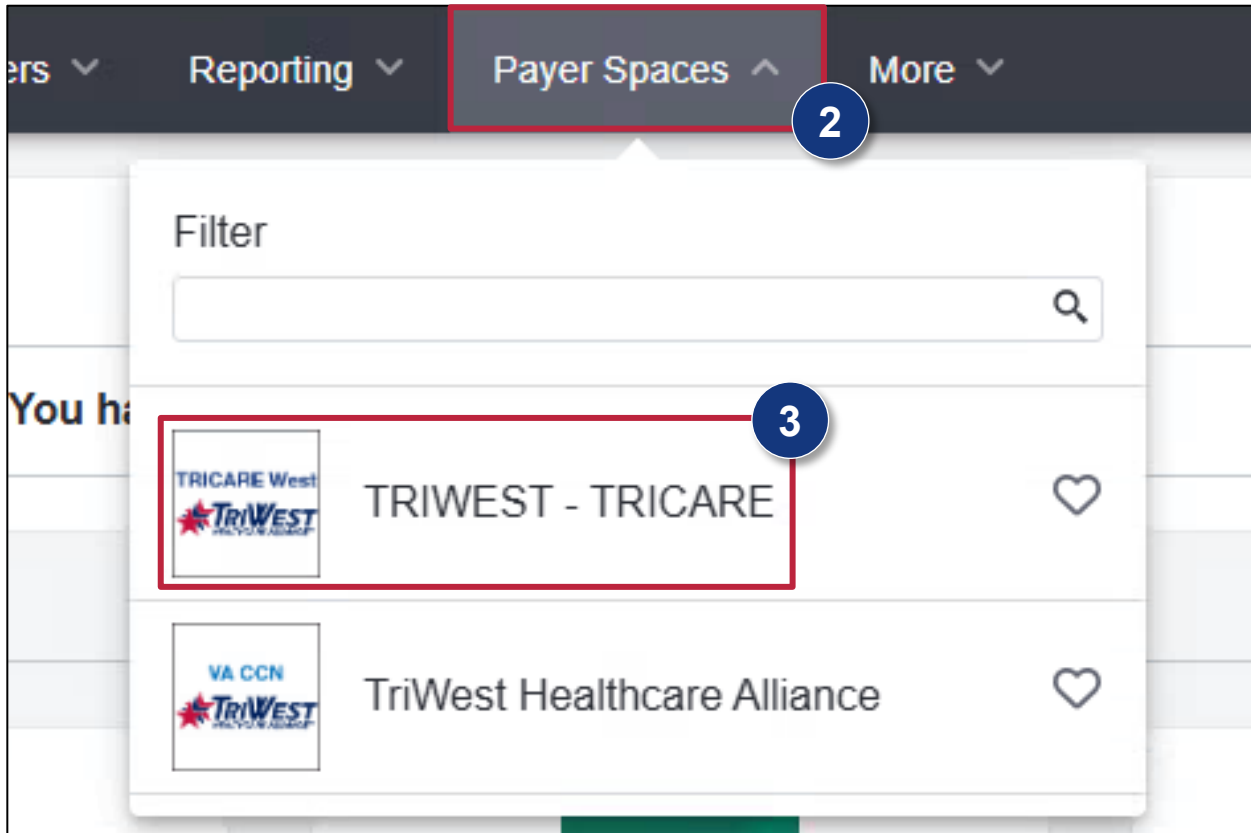 ers Reporting Payer Spaces More
2
Filter
You ha
3
TRICARE West
TRIWEST
TRIWEST - TRICARE
VA CCN
TRIWEST
TriWest Healthcare Alliance